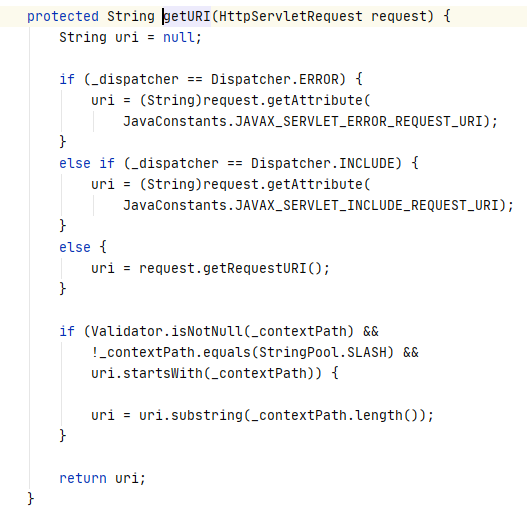 protected String getURI(HttpServletRequest request) {
    String uri = null;

    if (_dispatcher == Dispatcher.ERROR) {
        uri = (String)request.getAttribute(
            JavaConstants.JAVAX_SERVLET_ERROR_REQUEST_URI);
    }
    else if (_dispatcher == Dispatcher.INCLUDE) {
        uri = (String)request.getAttribute(
            JavaConstants.JAVAX_SERVLET_INCLUDE_REQUEST_URI);
    }
    else {
        uri = request.getRequestURI();
    }

    if (Validator.isNotNull(_contextPath) &&
        !_contextPath.equals(StringPool.SLASH) &&
        uri.startsWith(_contextPath)) {

        uri = uri.substring(_contextPath.length());
    }

    return uri;
}